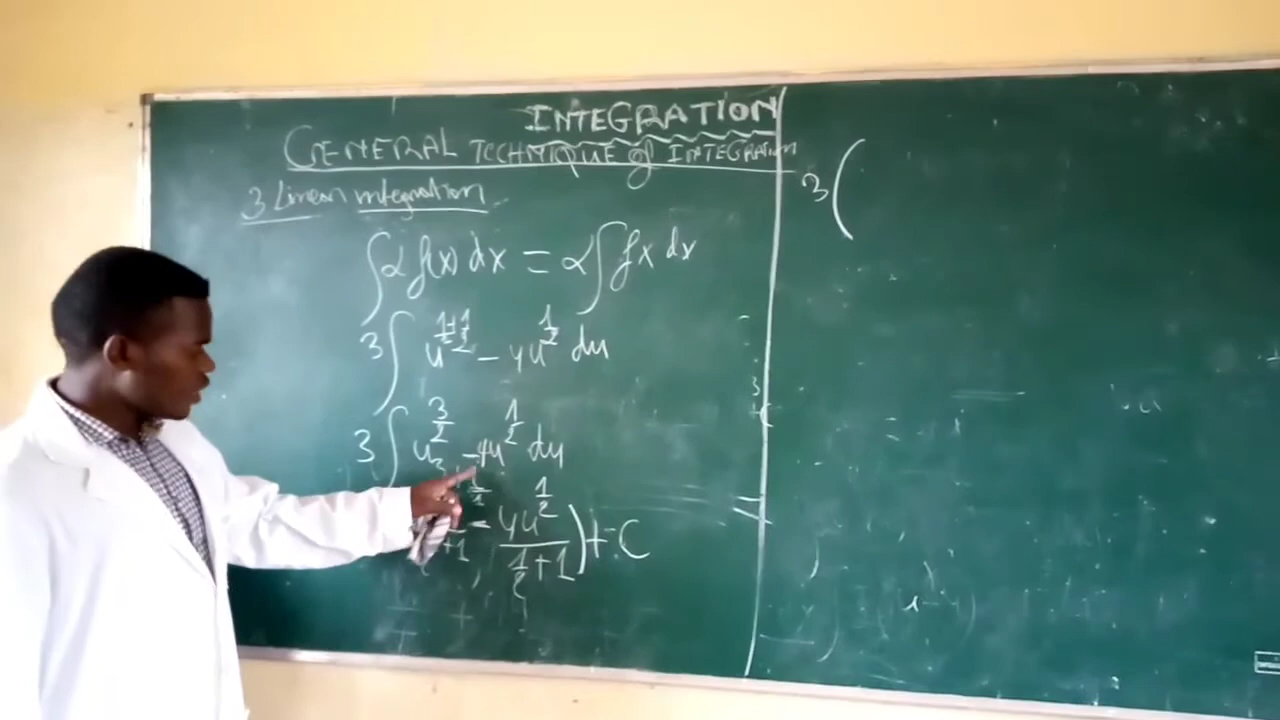 INTEGRATION
GENERAL TECHNIQUE of INTEGRATION
3 Linear integration
∫ α f(x) dx = α ∫ fx dx
3 ∫ u^(1+1/2) - 4u^(1/2) du
3 ∫ u^(3/2) - 4u^(1/2) du
+1 - 4u^(1/2) / (1/2 + 1) ) + C
3 (